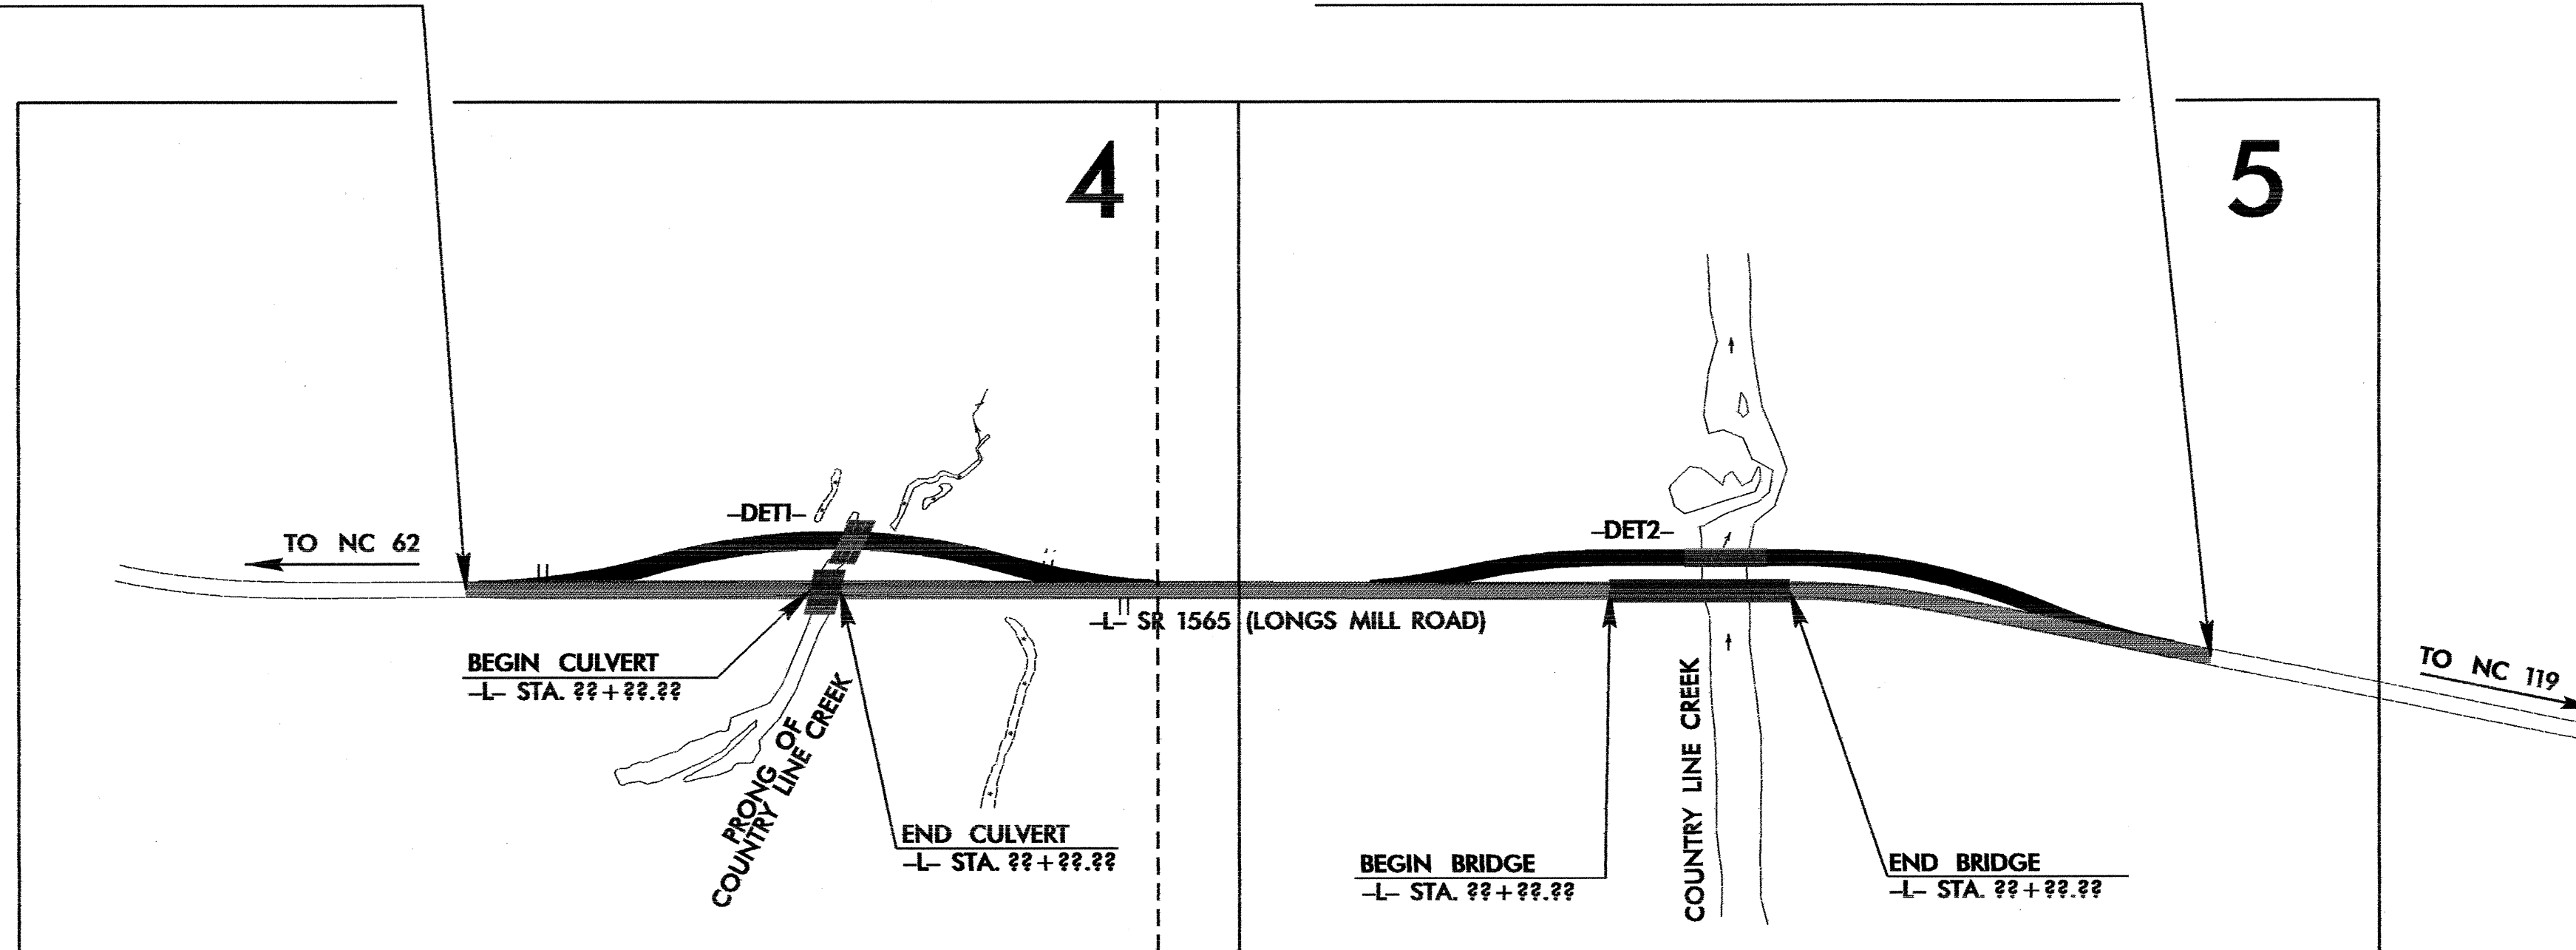 4
5
–DET1–
–DET2–
TO NC 62
–L– SR 1565 (LONGS MILL ROAD)
BEGIN CULVERT
–L– STA. ??+??.??
TO NC 119
PRONG OF
COUNTRY LINE CREEK
COUNTRY LINE CREEK
END CULVERT
–L– STA. ??+??.??
BEGIN BRIDGE
–L– STA. ??+??.??
END BRIDGE
–L– STA. ??+??.??